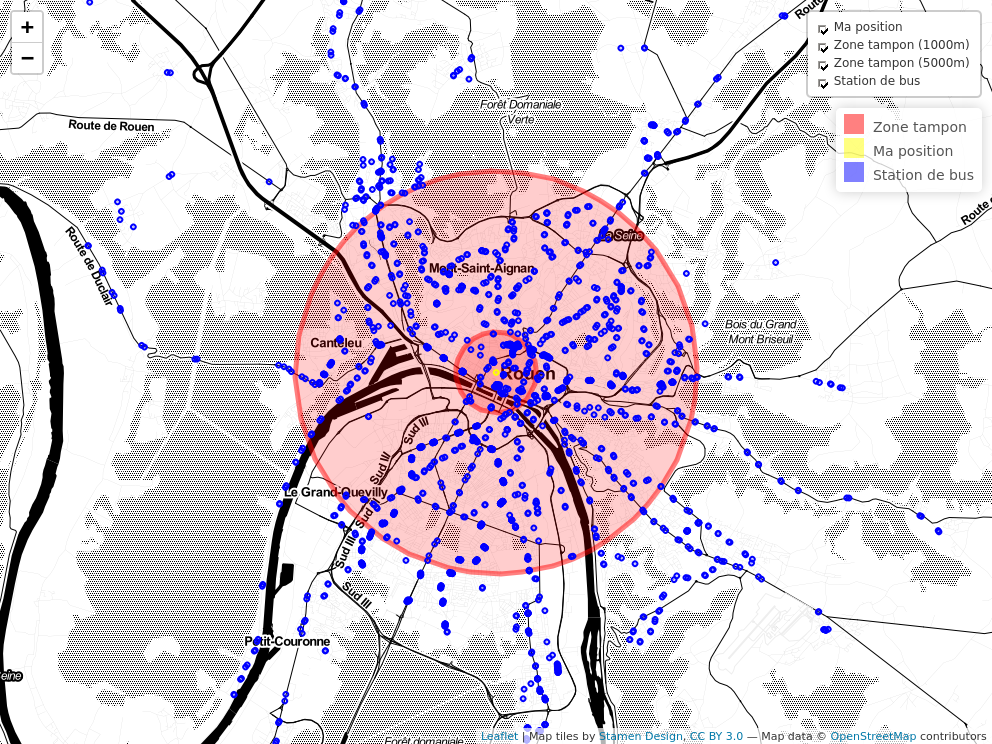 +
−
Route
Ma position
Zone tampon (1000m)
Zone tampon (5000m)
Station de bus
Zone tampon
Ma position
Station de bus
Forêt Domaniale
Verte
Route de Rouen
Route
Route de Duclair
Seine
Mont-Saint-Aignan
Bois du Grand
Mont Briseuil
Canteleu
Rouen
Sud III
Sud III
Le Grand-Quevilly
Sud III
Sud III
Petit-Couronne
eine
Forêt domaniale
Leaflet | Map tiles by Stamen Design, CC BY 3.0 — Map data © OpenStreetMap contributors